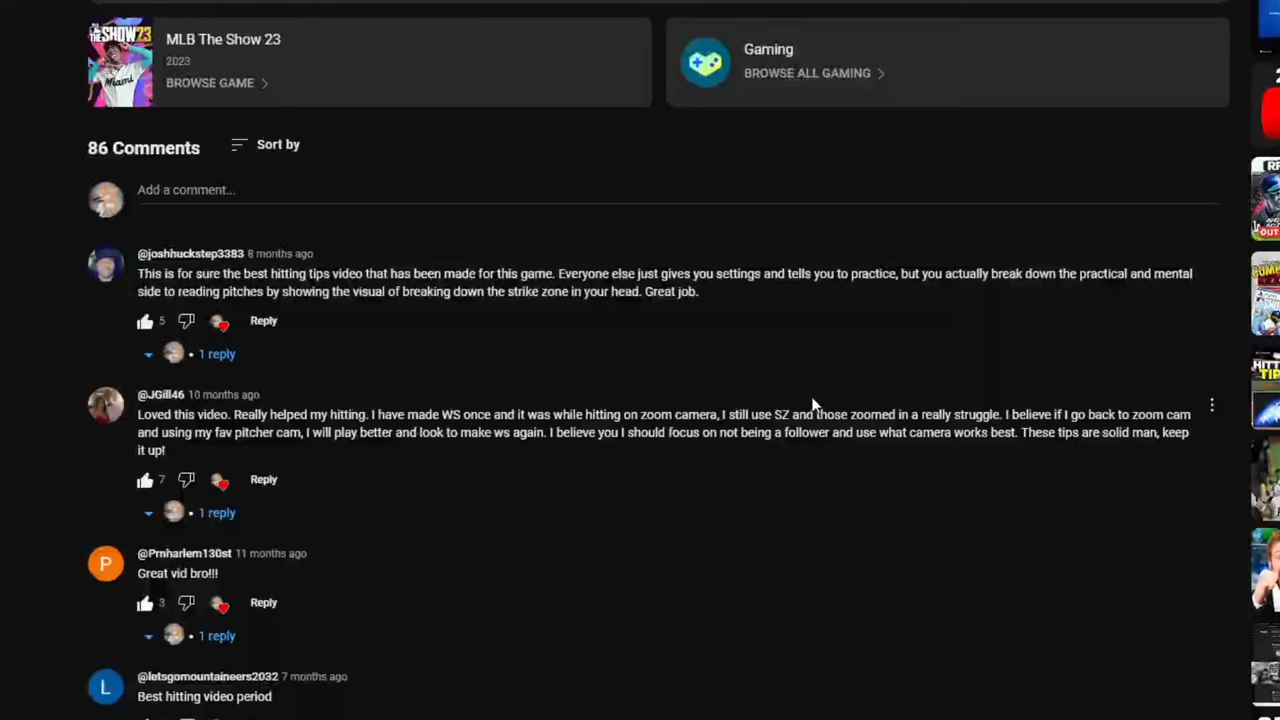 THE SHOW 23
Miami
MLB The Show 23
2023
BROWSE GAME
Gaming
BROWSE ALL GAMING
86 Comments
Sort by
Add a comment...
@joshhuckstep3383 8 months ago
This is for sure the best hitting tips video that has been made for this game. Everyone else just gives you settings and tells you to practice, but you actually break down the practical and mental
side to reading pitches by showing the visual of breaking down the strike zone in your head. Great job.
5 Reply
• 1 reply
@JGill46 10 months ago
Loved this video. Really helped my hitting. I have made WS once and it was while hitting on zoom camera, I still use SZ and those zoomed in a really struggle. I believe if I go back to zoom cam
and using my fav pitcher cam, I will play better and look to make ws again. I believe you I should focus on not being a follower and use what camera works best. These tips are solid man, keep
it up!
7 Reply
• 1 reply
P
@Pmharlem130st 11 months ago
Great vid bro!!!
3 Reply
• 1 reply
L
@letsgomountaineers2032 7 months ago
Best hitting video period
OUT